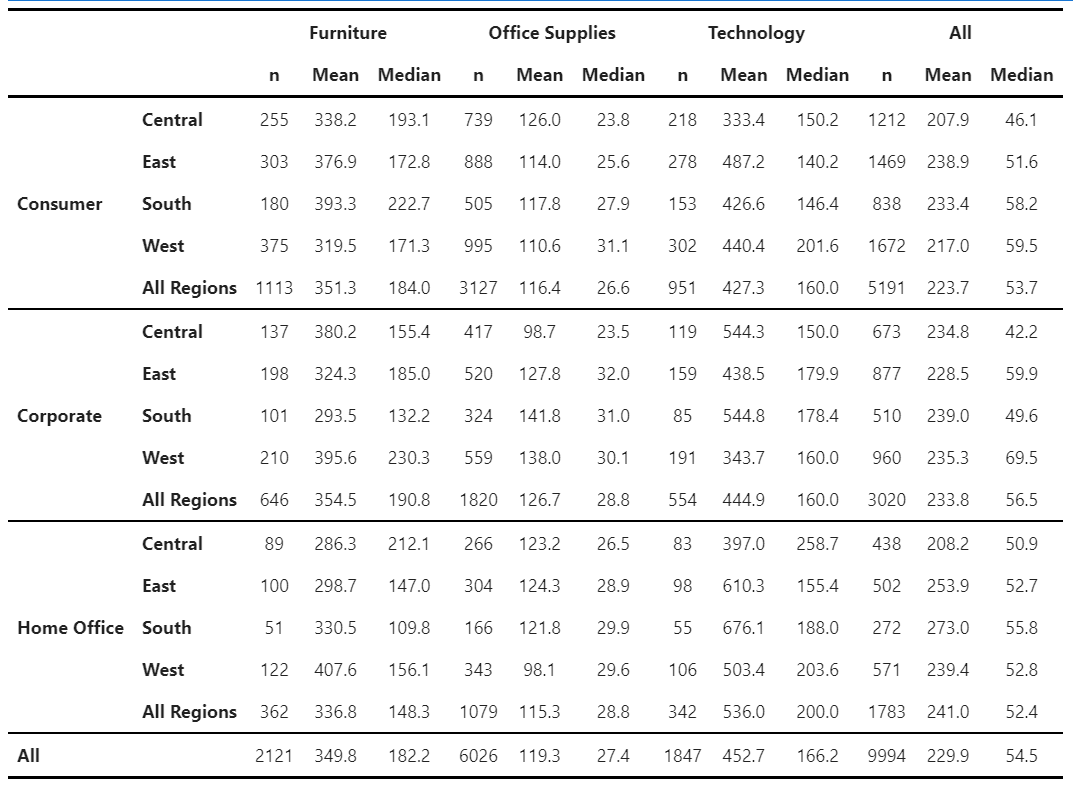 Furniture Office Supplies Technology All
n Mean Median n Mean Median n Mean Median n Mean Median
Central 255 338.2 193.1 739 126.0 23.8 218 333.4 150.2 1212 207.9 46.1
East 303 376.9 172.8 888 114.0 25.6 278 487.2 140.2 1469 238.9 51.6
Consumer South 180 393.3 222.7 505 117.8 27.9 153 426.6 146.4 838 233.4 58.2
West 375 319.5 171.3 995 110.6 31.1 302 440.4 201.6 1672 217.0 59.5
All Regions 1113 351.3 184.0 3127 116.4 26.6 951 427.3 160.0 5191 223.7 53.7
Central 137 380.2 155.4 417 98.7 23.5 119 544.3 150.0 673 234.8 42.2
East 198 324.3 185.0 520 127.8 32.0 159 438.5 179.9 877 228.5 59.9
Corporate South 101 293.5 132.2 324 141.8 31.0 85 544.8 178.4 510 239.0 49.6
West 210 395.6 230.3 559 138.0 30.1 191 343.7 160.0 960 235.3 69.5
All Regions 646 354.5 190.8 1820 126.7 28.8 554 444.9 160.0 3020 233.8 56.5
Central 89 286.3 212.1 266 123.2 26.5 83 397.0 258.7 438 208.2 50.9
East 100 298.7 147.0 304 124.3 28.9 98 610.3 155.4 502 253.9 52.7
Home Office South 51 330.5 109.8 166 121.8 29.9 55 676.1 188.0 272 273.0 55.8
West 122 407.6 156.1 343 98.1 29.6 106 503.4 203.6 571 239.4 52.8
All Regions 362 336.8 148.3 1079 115.3 28.8 342 536.0 200.0 1783 241.0 52.4
All 2121 349.8 182.2 6026 119.3 27.4 1847 452.7 166.2 9994 229.9 54.5